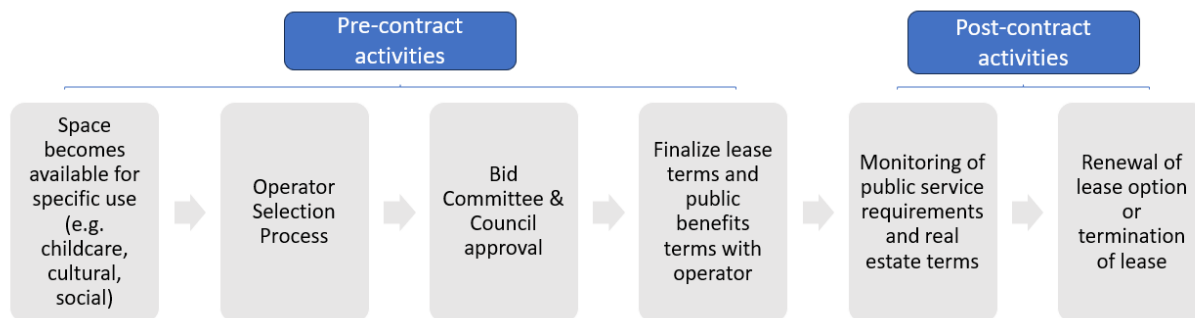 Pre-contract
activities
Post-contract
activities
Space
becomes
available for
specific use
(e.g.
childcare,
cultural,
social)
Operator
Selection
Process
Bid
Committee &
Council
approval
Finalize lease
terms and
public
benefits
terms with
operator
Monitoring of
public service
requirements
and real
estate terms
Renewal of
lease option
or
termination
of lease